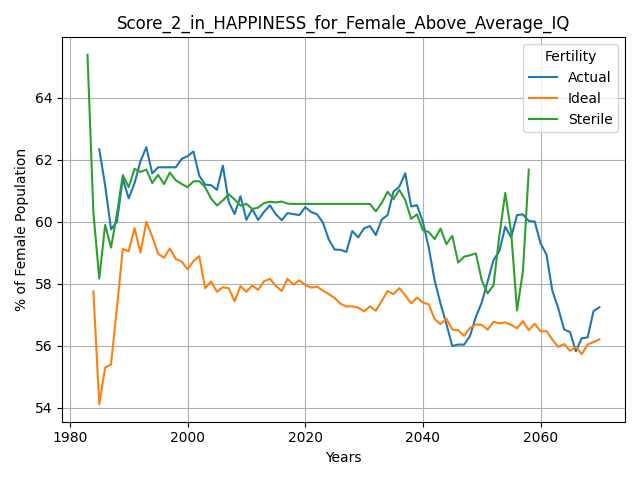 Score_2_in_HAPPINESS_for_Female_Above_Average_IQ
Fertility
Actual
Ideal
Sterile
% of Female Population
64
62
60
58
56
54
1980
2000
2020
2040
2060
Years